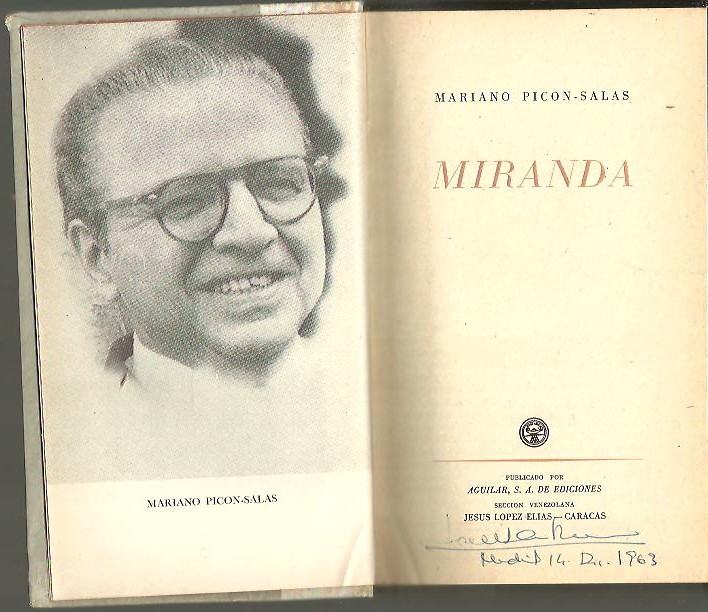 MARIANO PICON-SALAS
MARIANO PICON-SALAS
MIRANDA
PUBLICADO POR
AGUILAR, S. A. DE EDICIONES
SECCION VENEZOLANA
JESUS LOPEZ ELIAS — CARACAS
Madrid 14. Dic. 1963